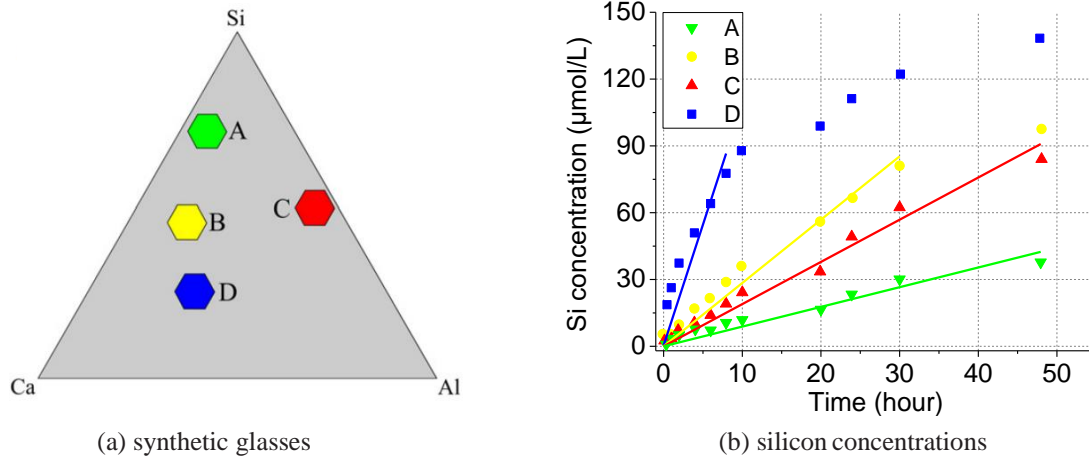 Si
A
B
C
D
Ca
Al
(a) synthetic glasses
Si concentration (μmol/L)
150
120
90
60
30
0
A
B
C
D
0
10
20
30
40
50
Time (hour)
(b) silicon concentrations